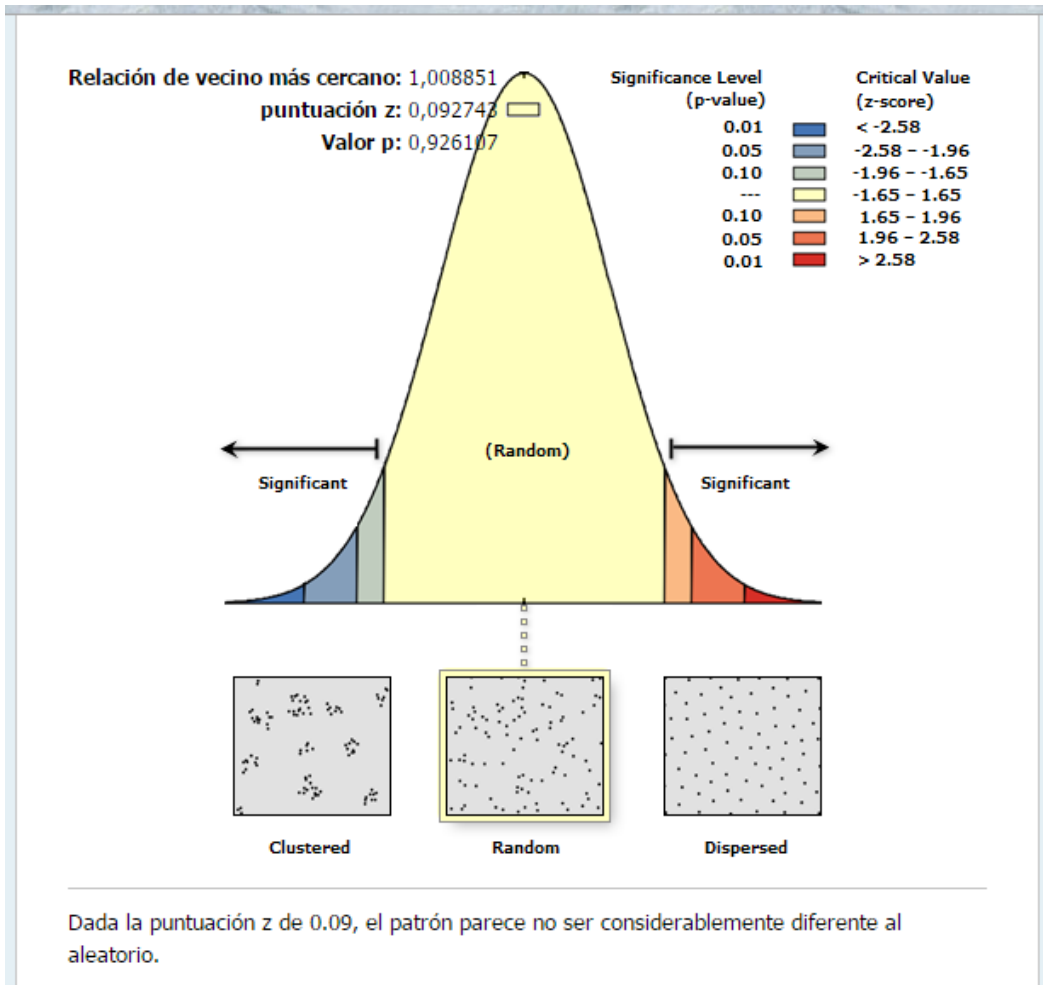 Relación de vecino más cercano: 1,008851
puntuación z: 0,092743
Valor p: 0,926107
Significance Level
(p-value)
Critical Value
(z-score)
0.01 < -2.58
0.05 -2.58 – -1.96
0.10 -1.96 – -1.65
--- -1.65 – 1.65
0.10 1.65 – 1.96
0.05 1.96 – 2.58
0.01 > 2.58
(Random)
Significant
Significant
Clustered
Random
Dispersed
Dada la puntuación z de 0.09, el patrón parece no ser considerablemente diferente al
aleatorio.